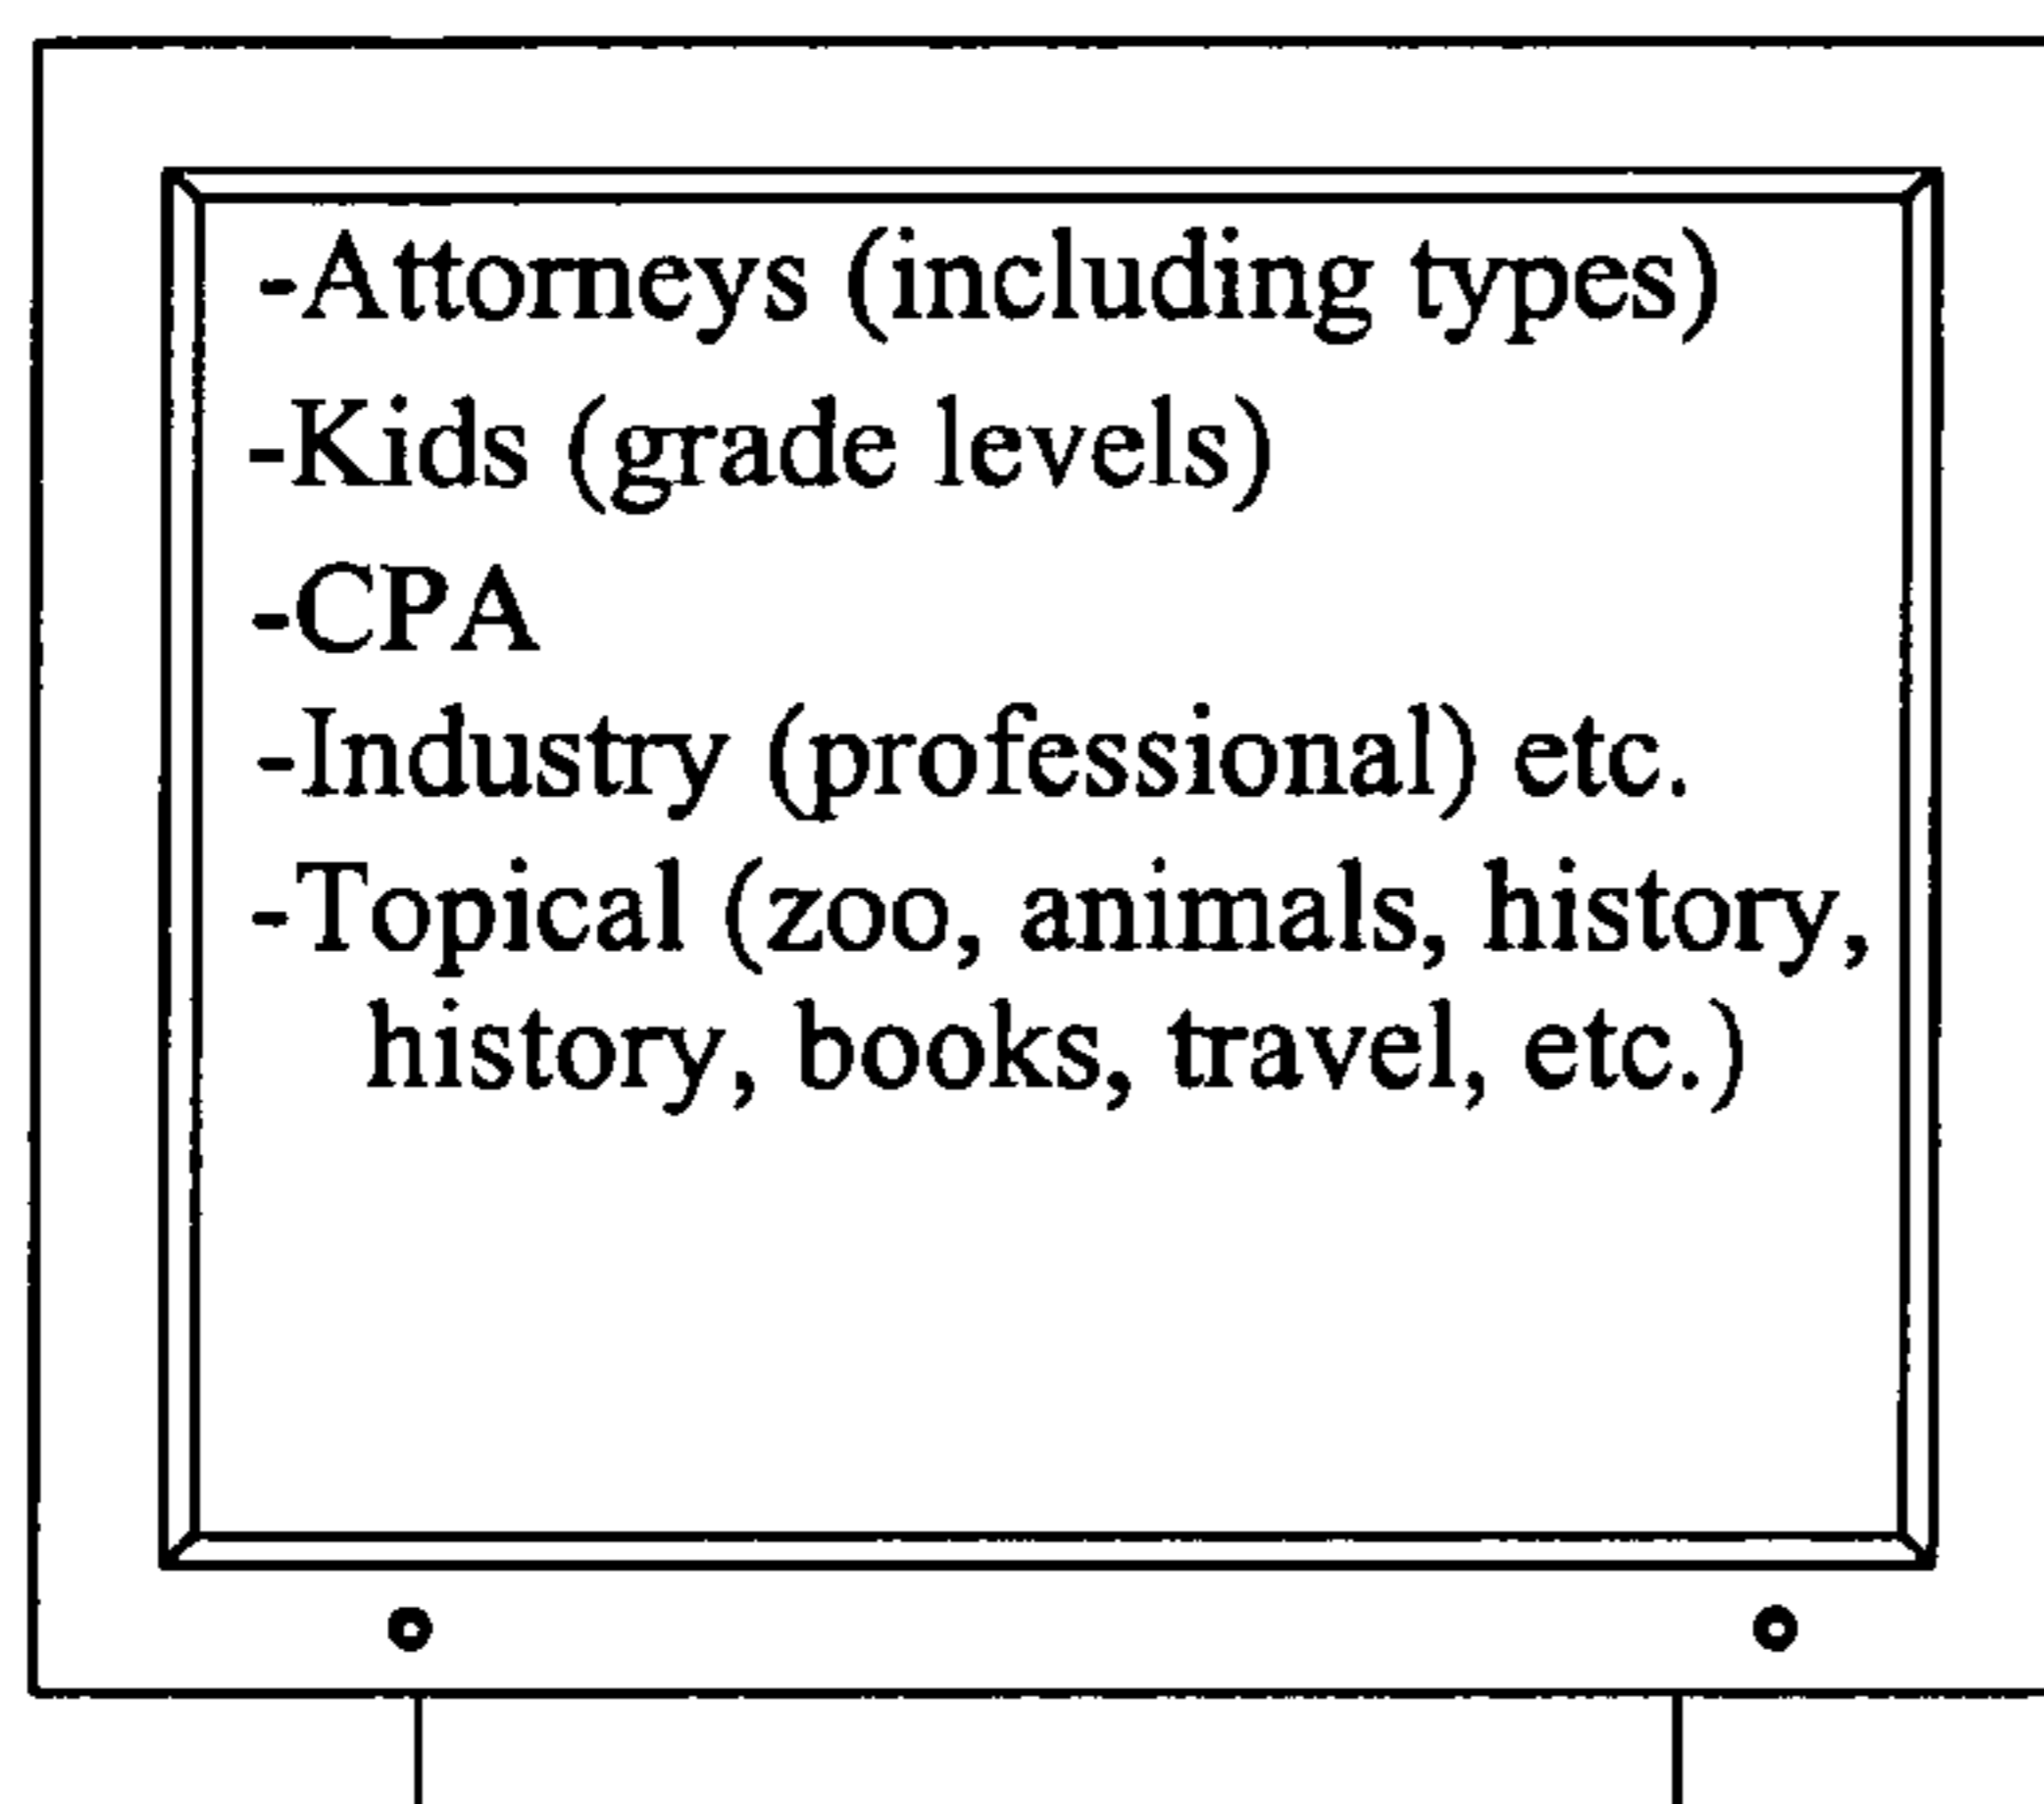 -Attorneys (including types)
-Kids (grade levels)
-CPA
-Industry (professional) etc.
-Topical (zoo, animals, history,
history, books, travel, etc.)